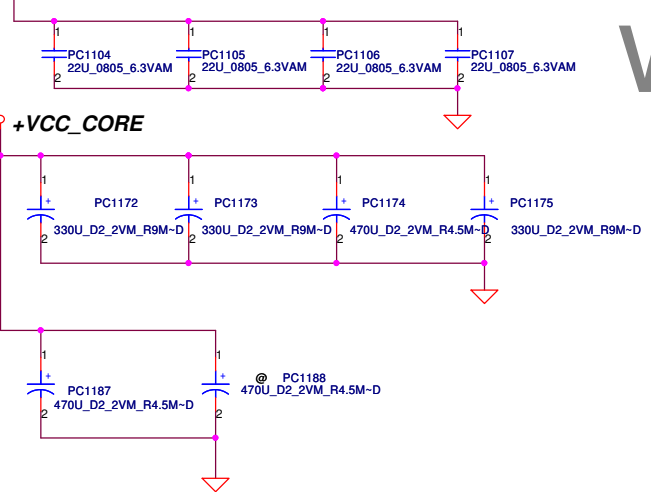 1 1 1 1
PC1104 PC1105 PC1106 PC1107
22U_0805_6.3VAM 22U_0805_6.3VAM 22U_0805_6.3VAM 22U_0805_6.3VAM
2 2 2 2
+VCC_CORE
1 1 1 1
+ PC1172 + PC1173 + PC1174 + PC1175
330U_D2_2VM_R9M~D 330U_D2_2VM_R9M~D 470U_D2_2VM_R4.5M~D 330U_D2_2VM_R9M~D
2 2 2 2
1 1
+ PC1187 + @ PC1188
470U_D2_2VM_R4.5M~D 470U_D2_2VM_R4.5M~D
2 2